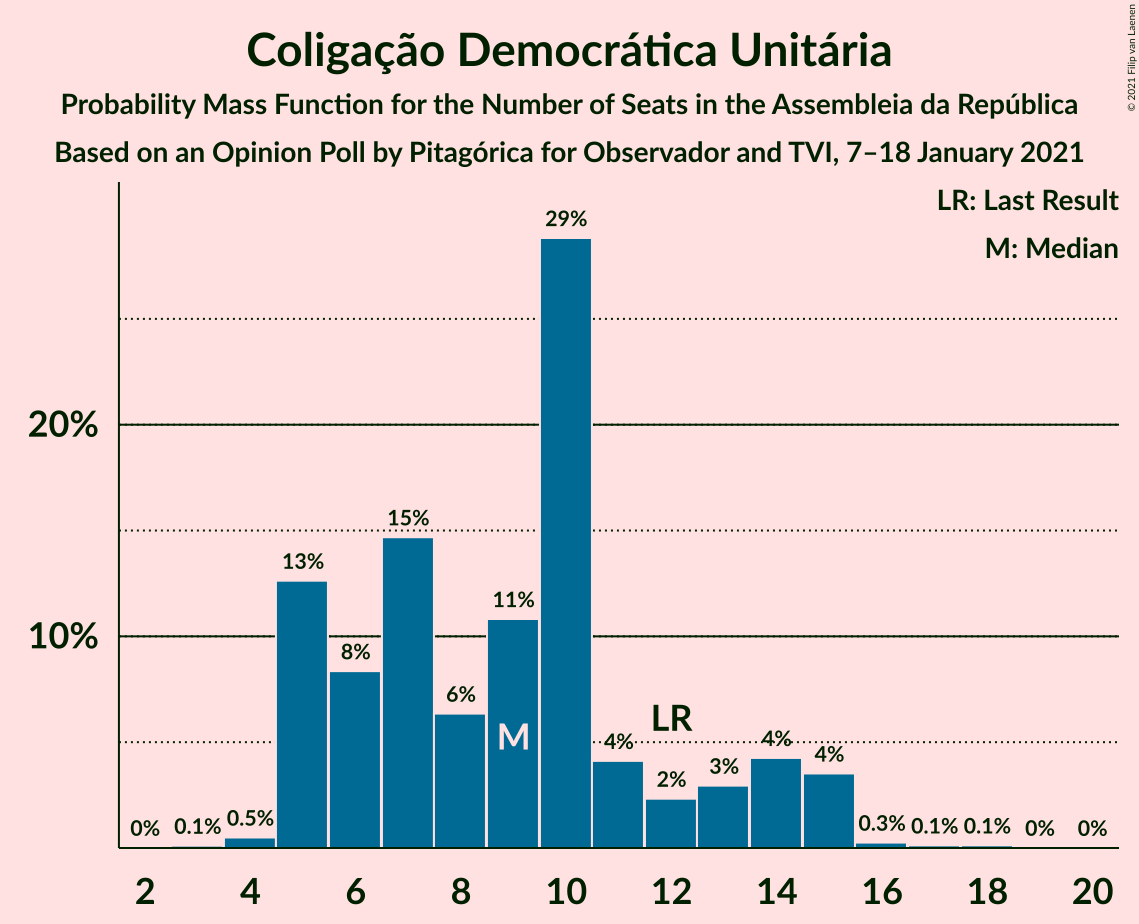 Coligação Democrática Unitária
Probability Mass Function for the Number of Seats in the Assembleia da República
Based on an Opinion Poll by Pitagórica for Observador and TVI, 7–18 January 2021
© 2021 Filip van Laenen
LR: Last Result
M: Median
20%
10%
0%
0.1%
0.5%
13%
8%
15%
6%
11%
29%
4%
2%
3%
4%
4%
0.3%
0.1%
0.1%
0%
0%
M
LR
2 4 6 8 10 12 14 16 18 20